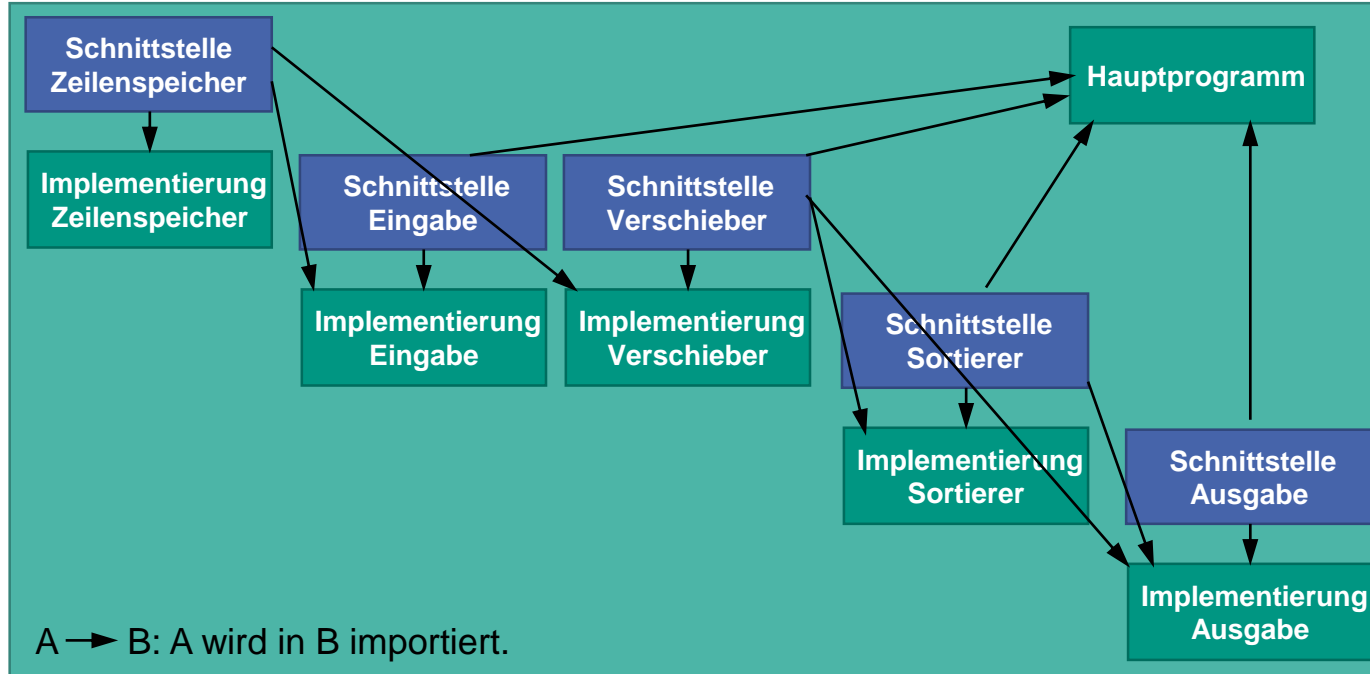 Schnittstelle
Zeilenspeicher
Hauptprogramm
Implementierung
Zeilenspeicher
Schnittstelle
Eingabe
Schnittstelle
Verschieber
Implementierung
Eingabe
Implementierung
Verschieber
Schnittstelle
Sortierer
Implementierung
Sortierer
Schnittstelle
Ausgabe
Implementierung
Ausgabe
A → B: A wird in B importiert.